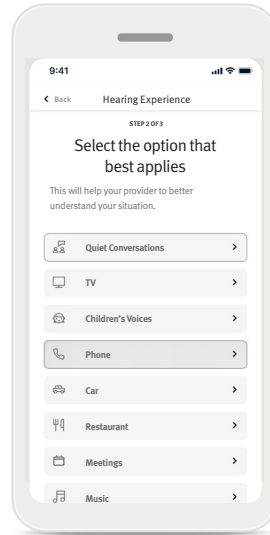 9:41
Back Hearing Experience
STEP 2 OF 3
Select the option that
best applies
This will help your provider to better
understand your situation.
Quiet Conversations
TV
Children's Voices
Phone
Car
Restaurant
Meetings
Music